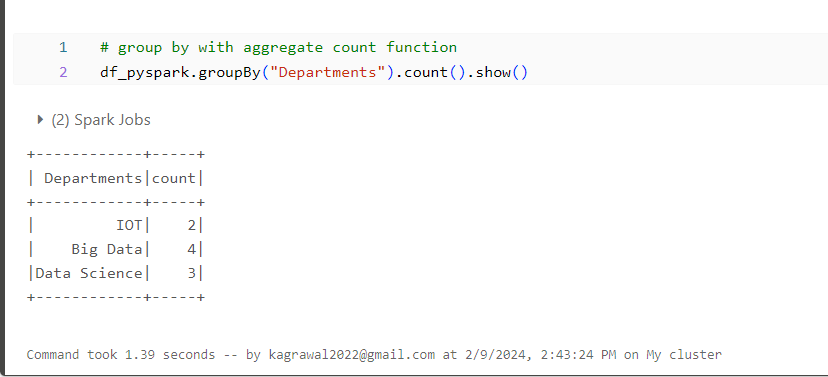 1 # group by with aggregate count function
2 df_pyspark.groupBy("Departments").count().show()
(2) Spark Jobs
+------------+-----+
| Departments|count|
+------------+-----+
|         IOT|    2|
|    Big Data|    4|
|Data Science|    3|
+------------+-----+
Command took 1.39 seconds -- by kagrawal2022@gmail.com at 2/9/2024, 2:43:24 PM on My cluster